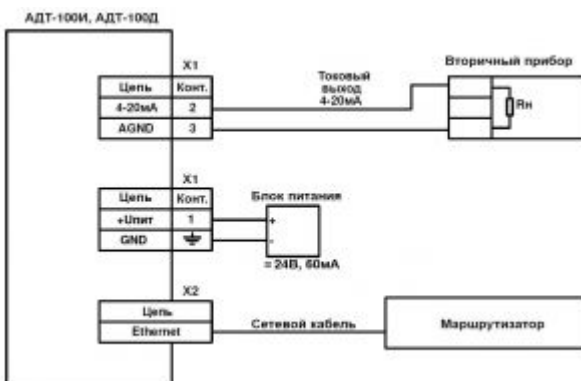 АДТ-100И, АДТ-100Д
X1
Цепь Конт.
4-20мА 2
AGND 3
Токовый
выход
4-20мА
Вторичный прибор
Rн
X1
Цепь Конт.
+Uпит 1
GND
Блок питания
+
-
= 24В, 60мА
X2
Цепь
Ethernet
Сетевой кабель
Маршрутизатор